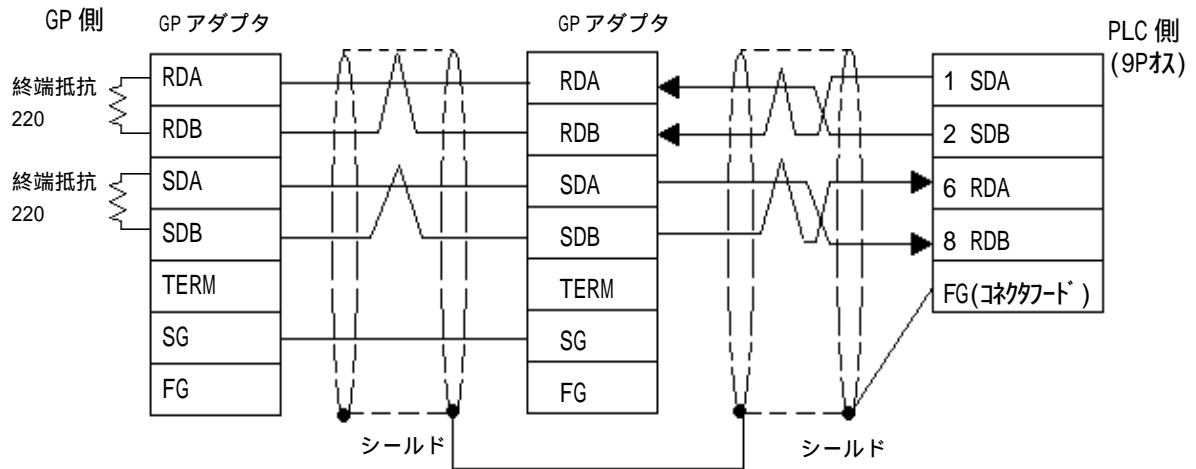 GP 側
GP アダプタ
終端抵抗
220
終端抵抗
220
RDA
RDB
SDA
SDB
TERM
SG
FG
シールド
GP アダプタ
RDA
RDB
SDA
SDB
TERM
SG
FG
シールド
PLC 側
(9Pｵｽ)
1 SDA
2 SDB
6 RDA
8 RDB
FG(ｺﾈｸﾀﾌｰﾄﾞ)